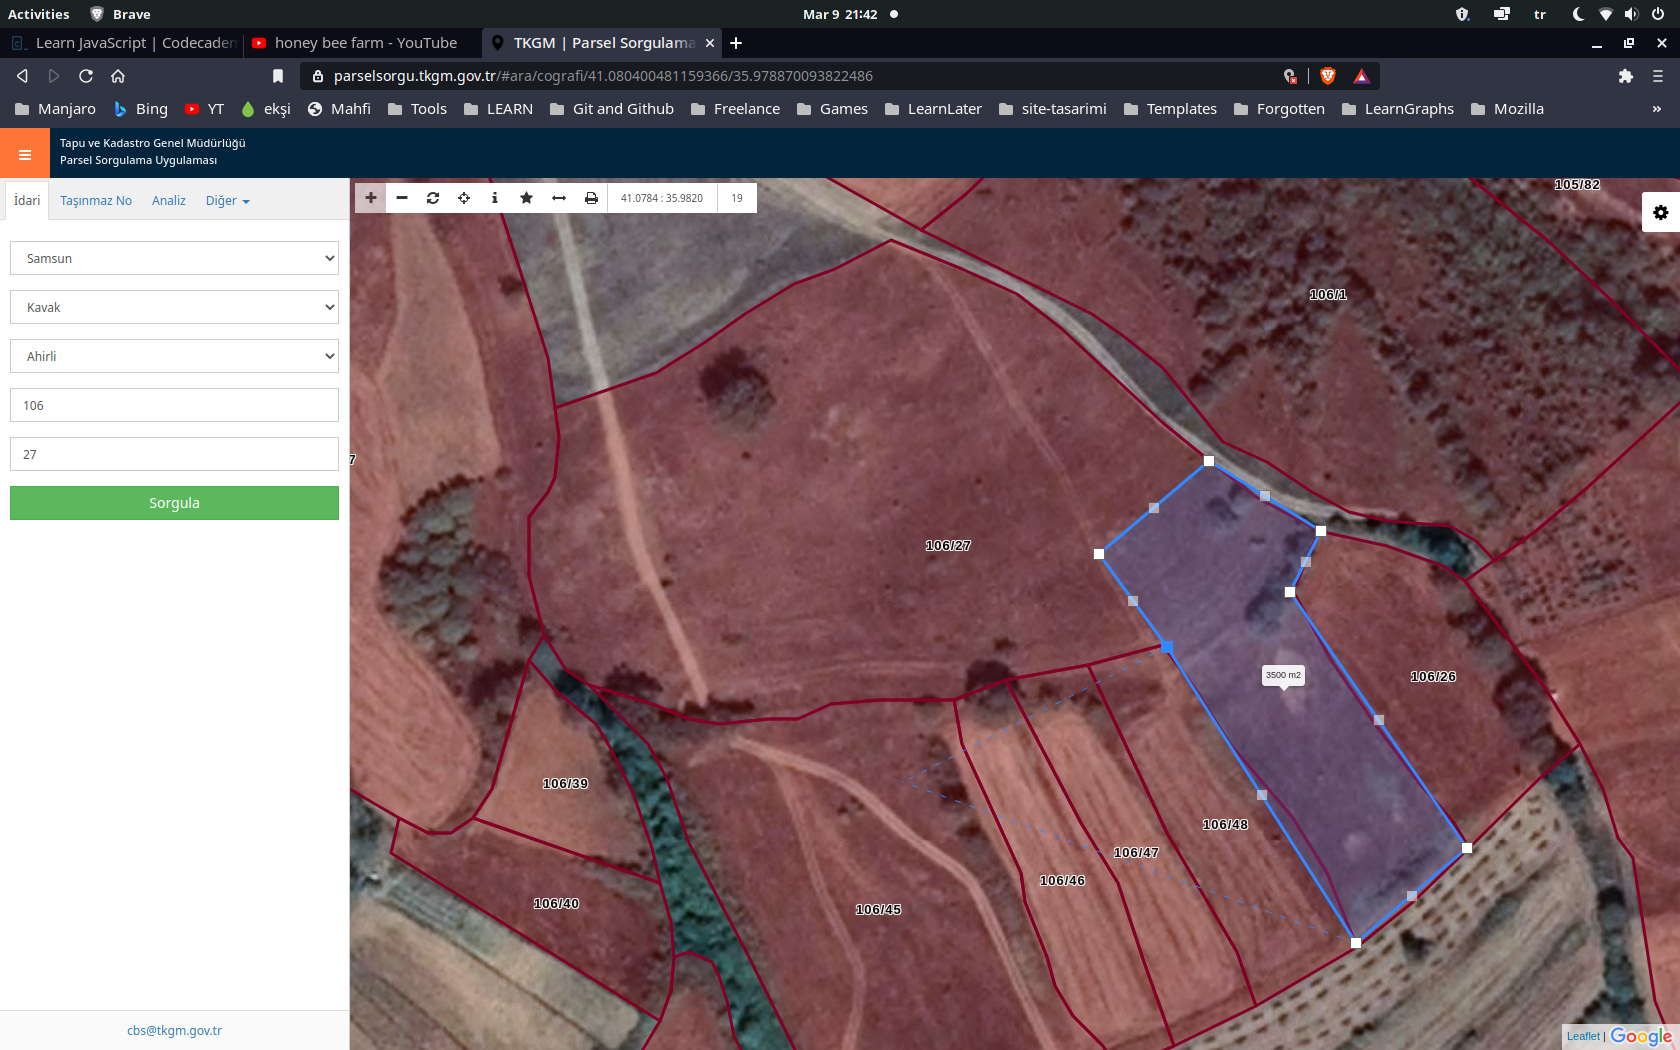 Activities
Brave
Mar 9 21:42
tr
Learn JavaScript | Codecaden
honey bee farm - YouTube
TKGM | Parsel Sorgulama
parselsorgu.tkgm.gov.tr/#ara/cografi/41.080400481159366/35.978870093822486
Manjaro
Bing
YT
ekşi
Mahfi
Tools
LEARN
Git and Github
Freelance
Games
LearnLater
site-tasarimi
Templates
Forgotten
LearnGraphs
Mozilla
»
Tapu ve Kadastro Genel Müdürlüğü
Parsel Sorgulama Uygulaması
İdari
Taşınmaz No
Analiz
Diğer
Samsun
Kavak
Ahirli
106
27
Sorgula
cbs@tkgm.gov.tr
41.0784 : 35.9820
19
105/82
106/1
7
106/27
3500 m2
106/26
106/39
106/48
106/47
106/46
106/40
106/45
Leaflet | Google